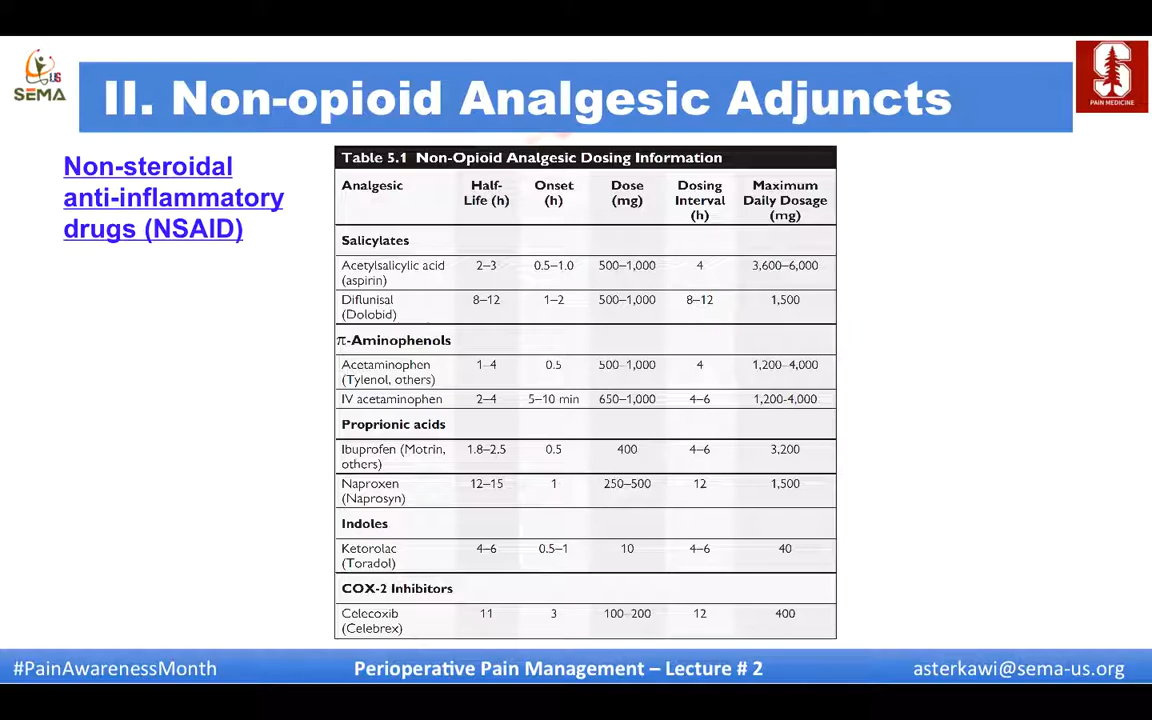 US
SEMA
II. Non-opioid Analgesic Adjuncts
S
PAIN MEDICINE
Non-steroidal
anti-inflammatory
drugs (NSAID)
Table 5.1 Non-Opioid Analgesic Dosing Information
Analgesic Half-Life (h) Onset (h) Dose (mg) Dosing Interval (h) Maximum Daily Dosage (mg)
Salicylates
Acetylsalicylic acid (aspirin) 2–3 0.5–1.0 500–1,000 4 3,600–6,000
Diflunisal (Dolobid) 8–12 1–2 500–1,000 8–12 1,500
π-Aminophenols
Acetaminophen (Tylenol, others) 1–4 0.5 500–1,000 4 1,200–4,000
IV acetaminophen 2–4 5–10 min 650–1,000 4–6 1,200-4,000
Proprionic acids
Ibuprofen (Motrin, others) 1.8–2.5 0.5 400 4–6 3,200
Naproxen (Naprosyn) 12–15 1 250–500 12 1,500
Indoles
Ketorolac (Toradol) 4–6 0.5–1 10 4–6 40
COX-2 Inhibitors
Celecoxib (Celebrex) 11 3 100–200 12 400
#PainAwarenessMonth
Perioperative Pain Management – Lecture # 2
asterkawi@sema-us.org